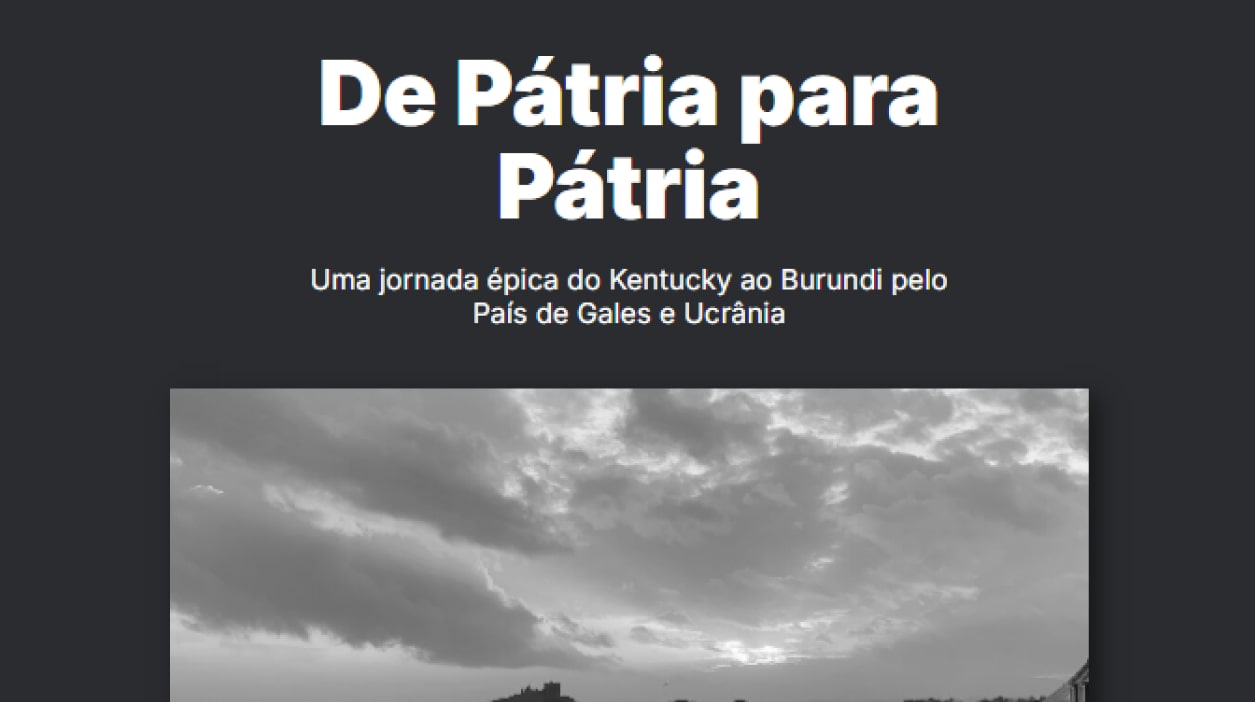 De Pátria para
Pátria
Uma jornada épica do Kentucky ao Burundi pelo
País de Gales e Ucrânia